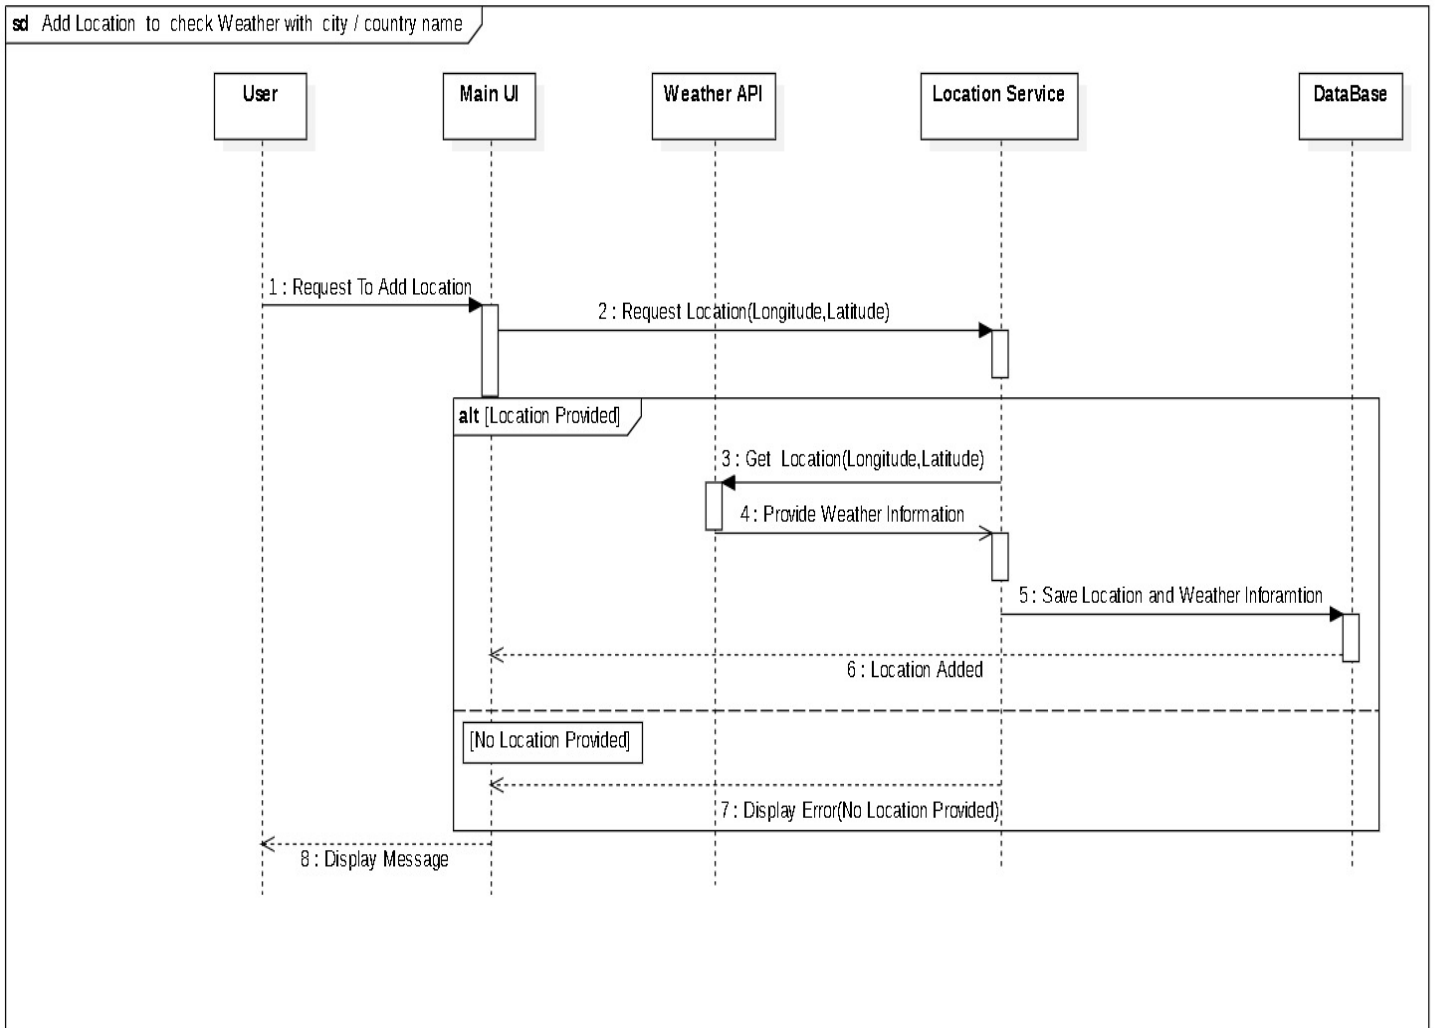 sd Add Location to check Weather with city / country name
User
Main UI
Weather API
Location Service
DataBase
1 : Request To Add Location
2 : Request Location(Longitude,Latitude)
alt [Location Provided]
3 : Get Location(Longitude,Latitude)
4 : Provide Weather Information
5 : Save Location and Weather Inforamtion
6 : Location Added
[No Location Provided]
7 : Display Error(No Location Provided)
8 : Display Message